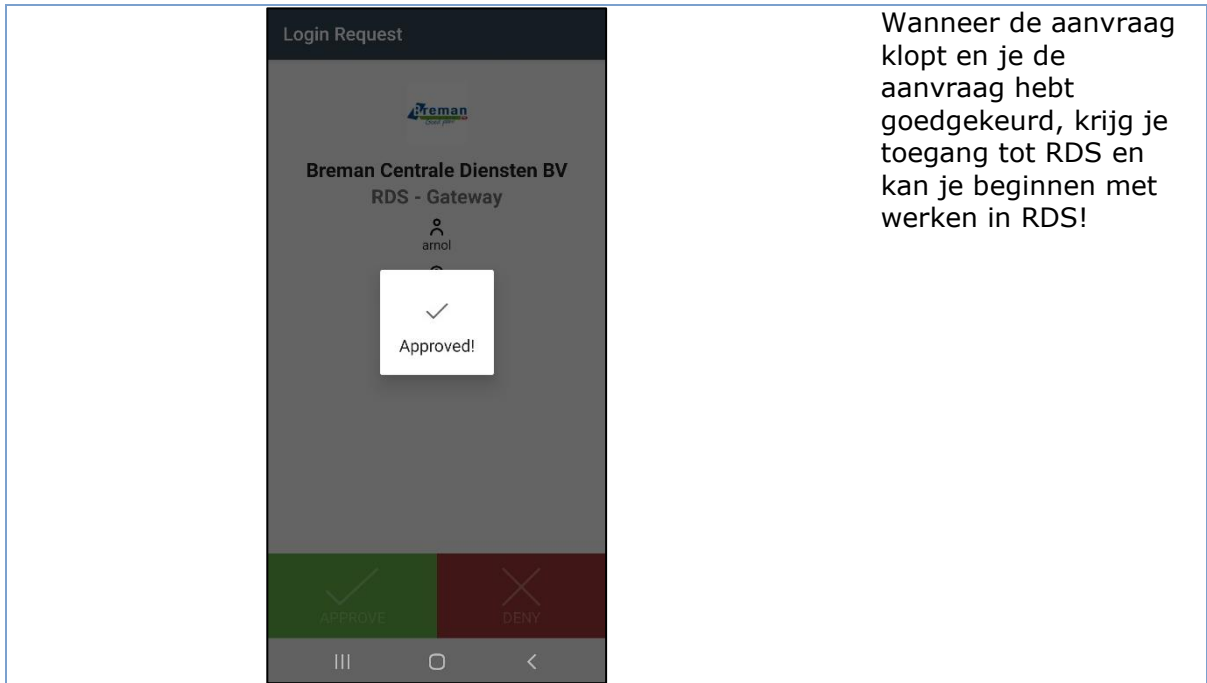 Login Request
Breman
Breman Centrale Diensten BV
RDS - Gateway
arnol
Approved!
APPROVE
DENY
Wanneer de aanvraag
klopt en je de
aanvraag hebt
goedgekeurd, krijg je
toegang tot RDS en
kan je beginnen met
werken in RDS!